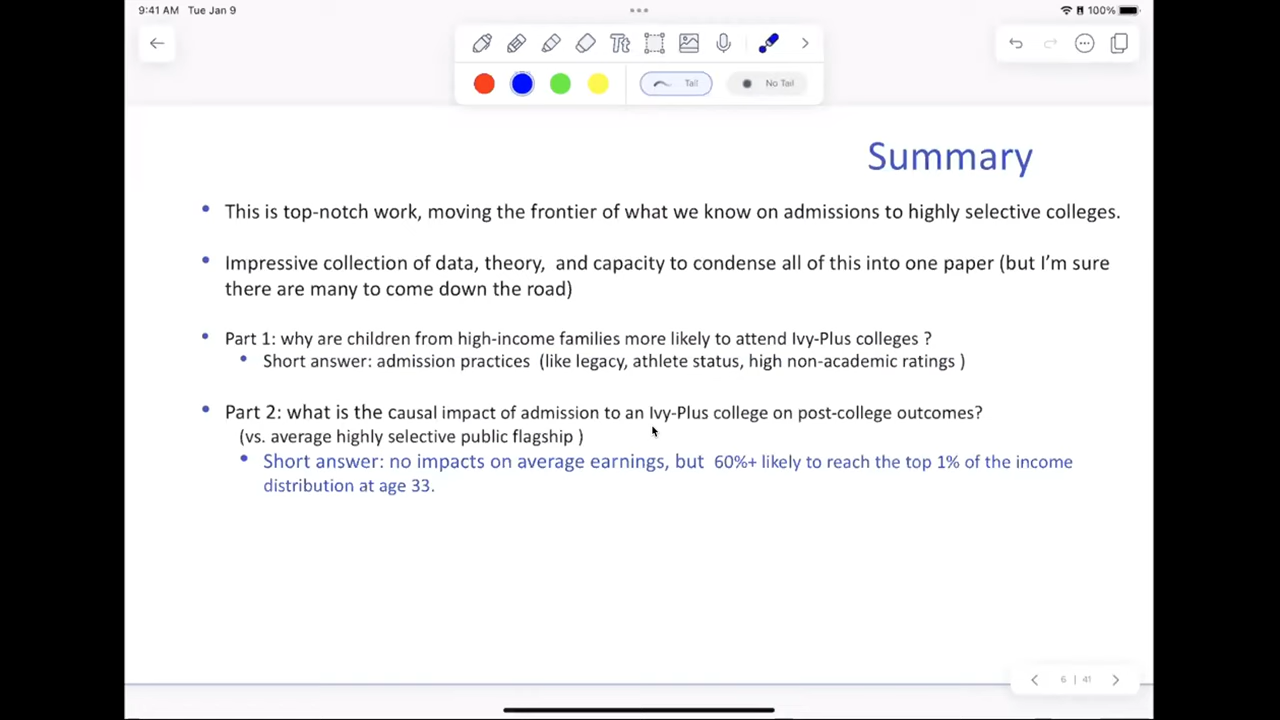 9:41 AM Tue Jan 9
100%
Tt
Tail
No Tail
Summary
• This is top-notch work, moving the frontier of what we know on admissions to highly selective colleges.
• Impressive collection of data, theory, and capacity to condense all of this into one paper (but I'm sure
there are many to come down the road)
• Part 1: why are children from high-income families more likely to attend Ivy-Plus colleges ?
• Short answer: admission practices (like legacy, athlete status, high non-academic ratings )
• Part 2: what is the causal impact of admission to an Ivy-Plus college on post-college outcomes?
(vs. average highly selective public flagship )
• Short answer: no impacts on average earnings, but 60%+ likely to reach the top 1% of the income
distribution at age 33.
6 | 41